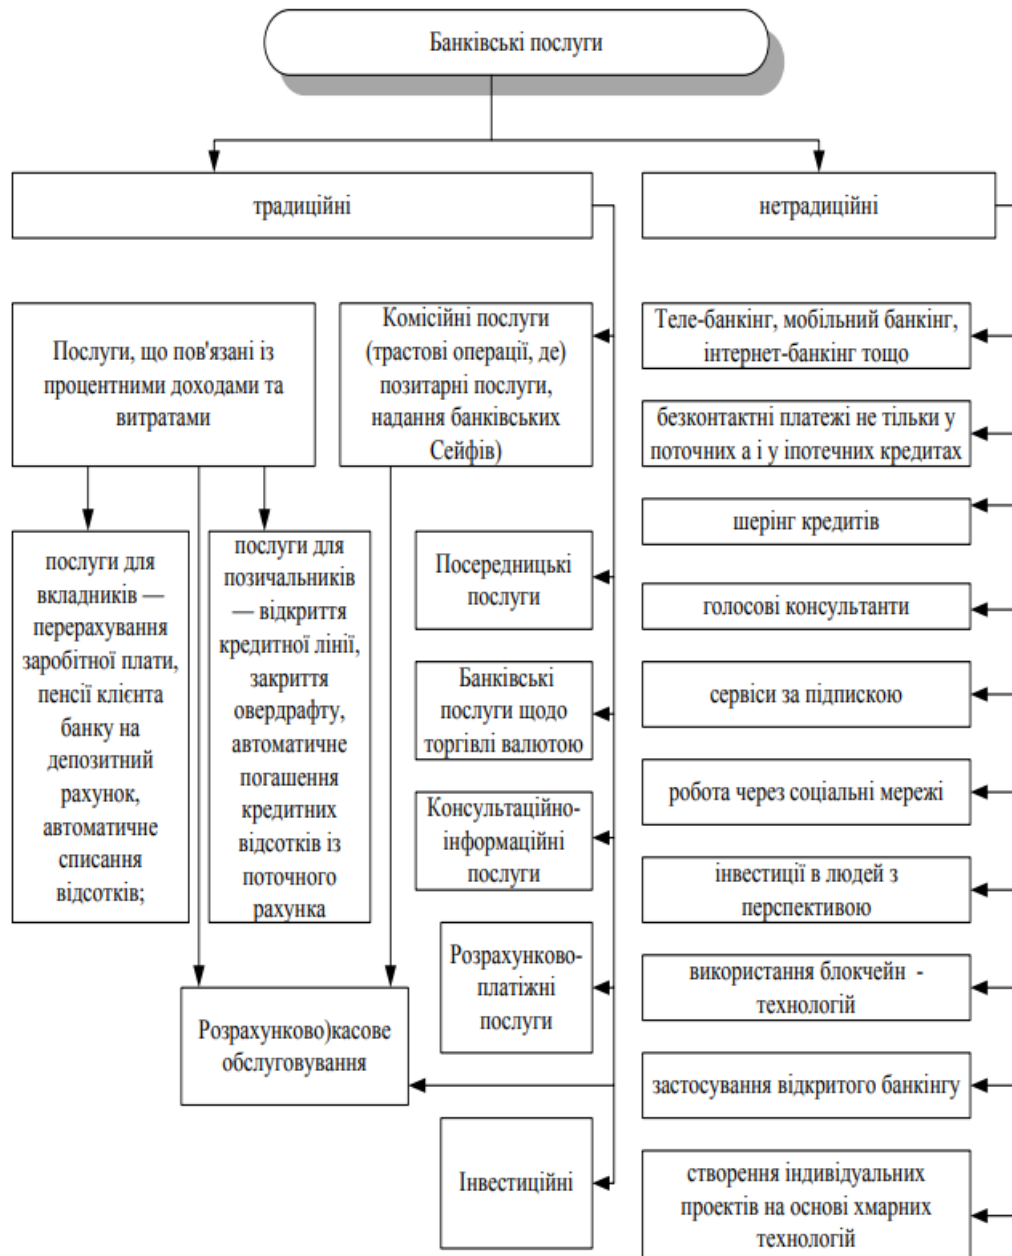 Банківські послуги
традиційні
нетрадиційні
Послуги, що пов'язані із
процентними доходами та
витратами
Комісійні послуги
(трастові операції, де)
позитарні послуги,
надання банківських
Сейфів)
Теле-банкінг, мобільний банкінг,
інтернет-банкінг тощо
безконтактні платежі не тільки у
поточних а і у іпотечних кредитах
шерінг кредитів
послуги для
вкладників —
перерахування
заробітної плати,
пенсії клієнта
банку на
депозитний
рахунок,
автоматичне
списання
відсотків;
послуги для
позичальників
— відкриття
кредитної лінії,
закриття
овердрафту,
автоматичне
погашення
кредитних
відсотків із
поточного
рахунка
Посередницькі
послуги
голосові консультанти
Банківські
послуги щодо
торгівлі валютою
сервіси за підпискою
Консультаційно-
інформаційні
послуги
робота через соціальні мережі
інвестиції в людей з
перспективою
Розрахунково-
платіжні
послуги
використання блокчейн -
технологій
Розрахунково)касове
обслуговування
застосування відкритого банкінгу
Інвестиційні
створення індивідуальних
проектів на основі хмарних
технологій